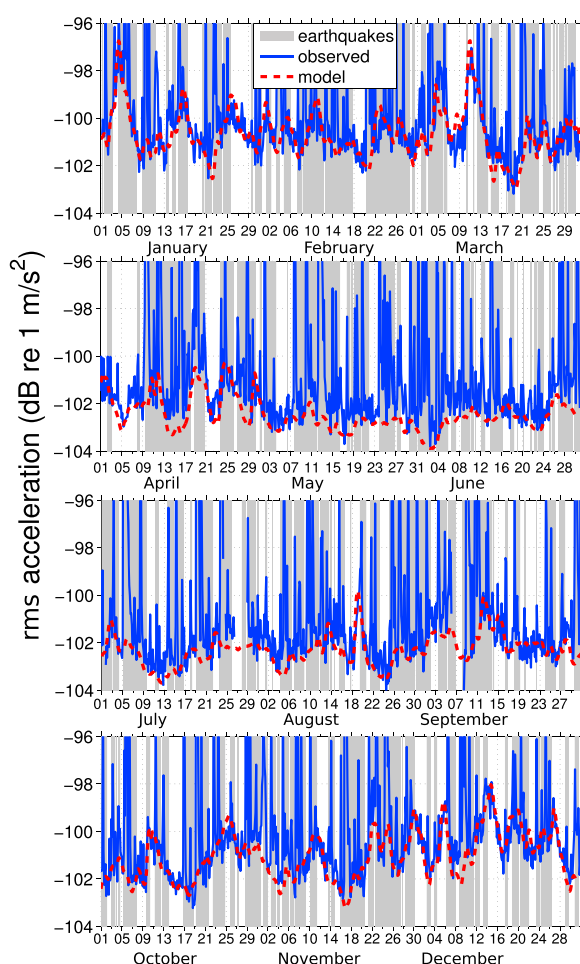 rms acceleration (dB re 1 m/s²)
−96
−98
−100
−102
−104
earthquakes
observed
model
01 05 09 13 17 21 25 29 02 06 10 14 18 22 26 01 05 09 13 17 21 25 29
January February March
−96
−98
−100
−102
−104
01 05 09 13 17 21 25 29 03 07 11 15 19 23 27 31 04 08 12 16 20 24 28
April May June
−96
−98
−100
−102
−104
01 05 09 13 17 21 25 29 02 06 10 14 18 22 26 30 03 07 11 15 19 23 27
July August September
−96
−98
−100
−102
−104
01 05 09 13 17 21 25 29 02 06 10 14 18 22 26 30 04 08 12 16 20 24 28
October November December